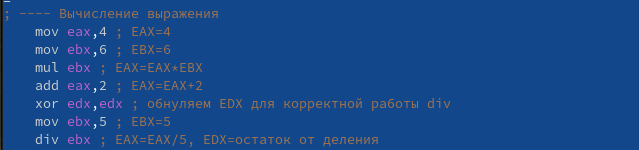 ; ---- Вычисление выражения
mov eax,4 ; EAX=4
mov ebx,6 ; EBX=6
mul ebx ; EAX=EAX*EBX
add eax,2 ; EAX=EAX+2
xor edx,edx ; обнуляем EDX для корректной работы div
mov ebx,5 ; EBX=5
div ebx ; EAX=EAX/5, EDX=остаток от деления